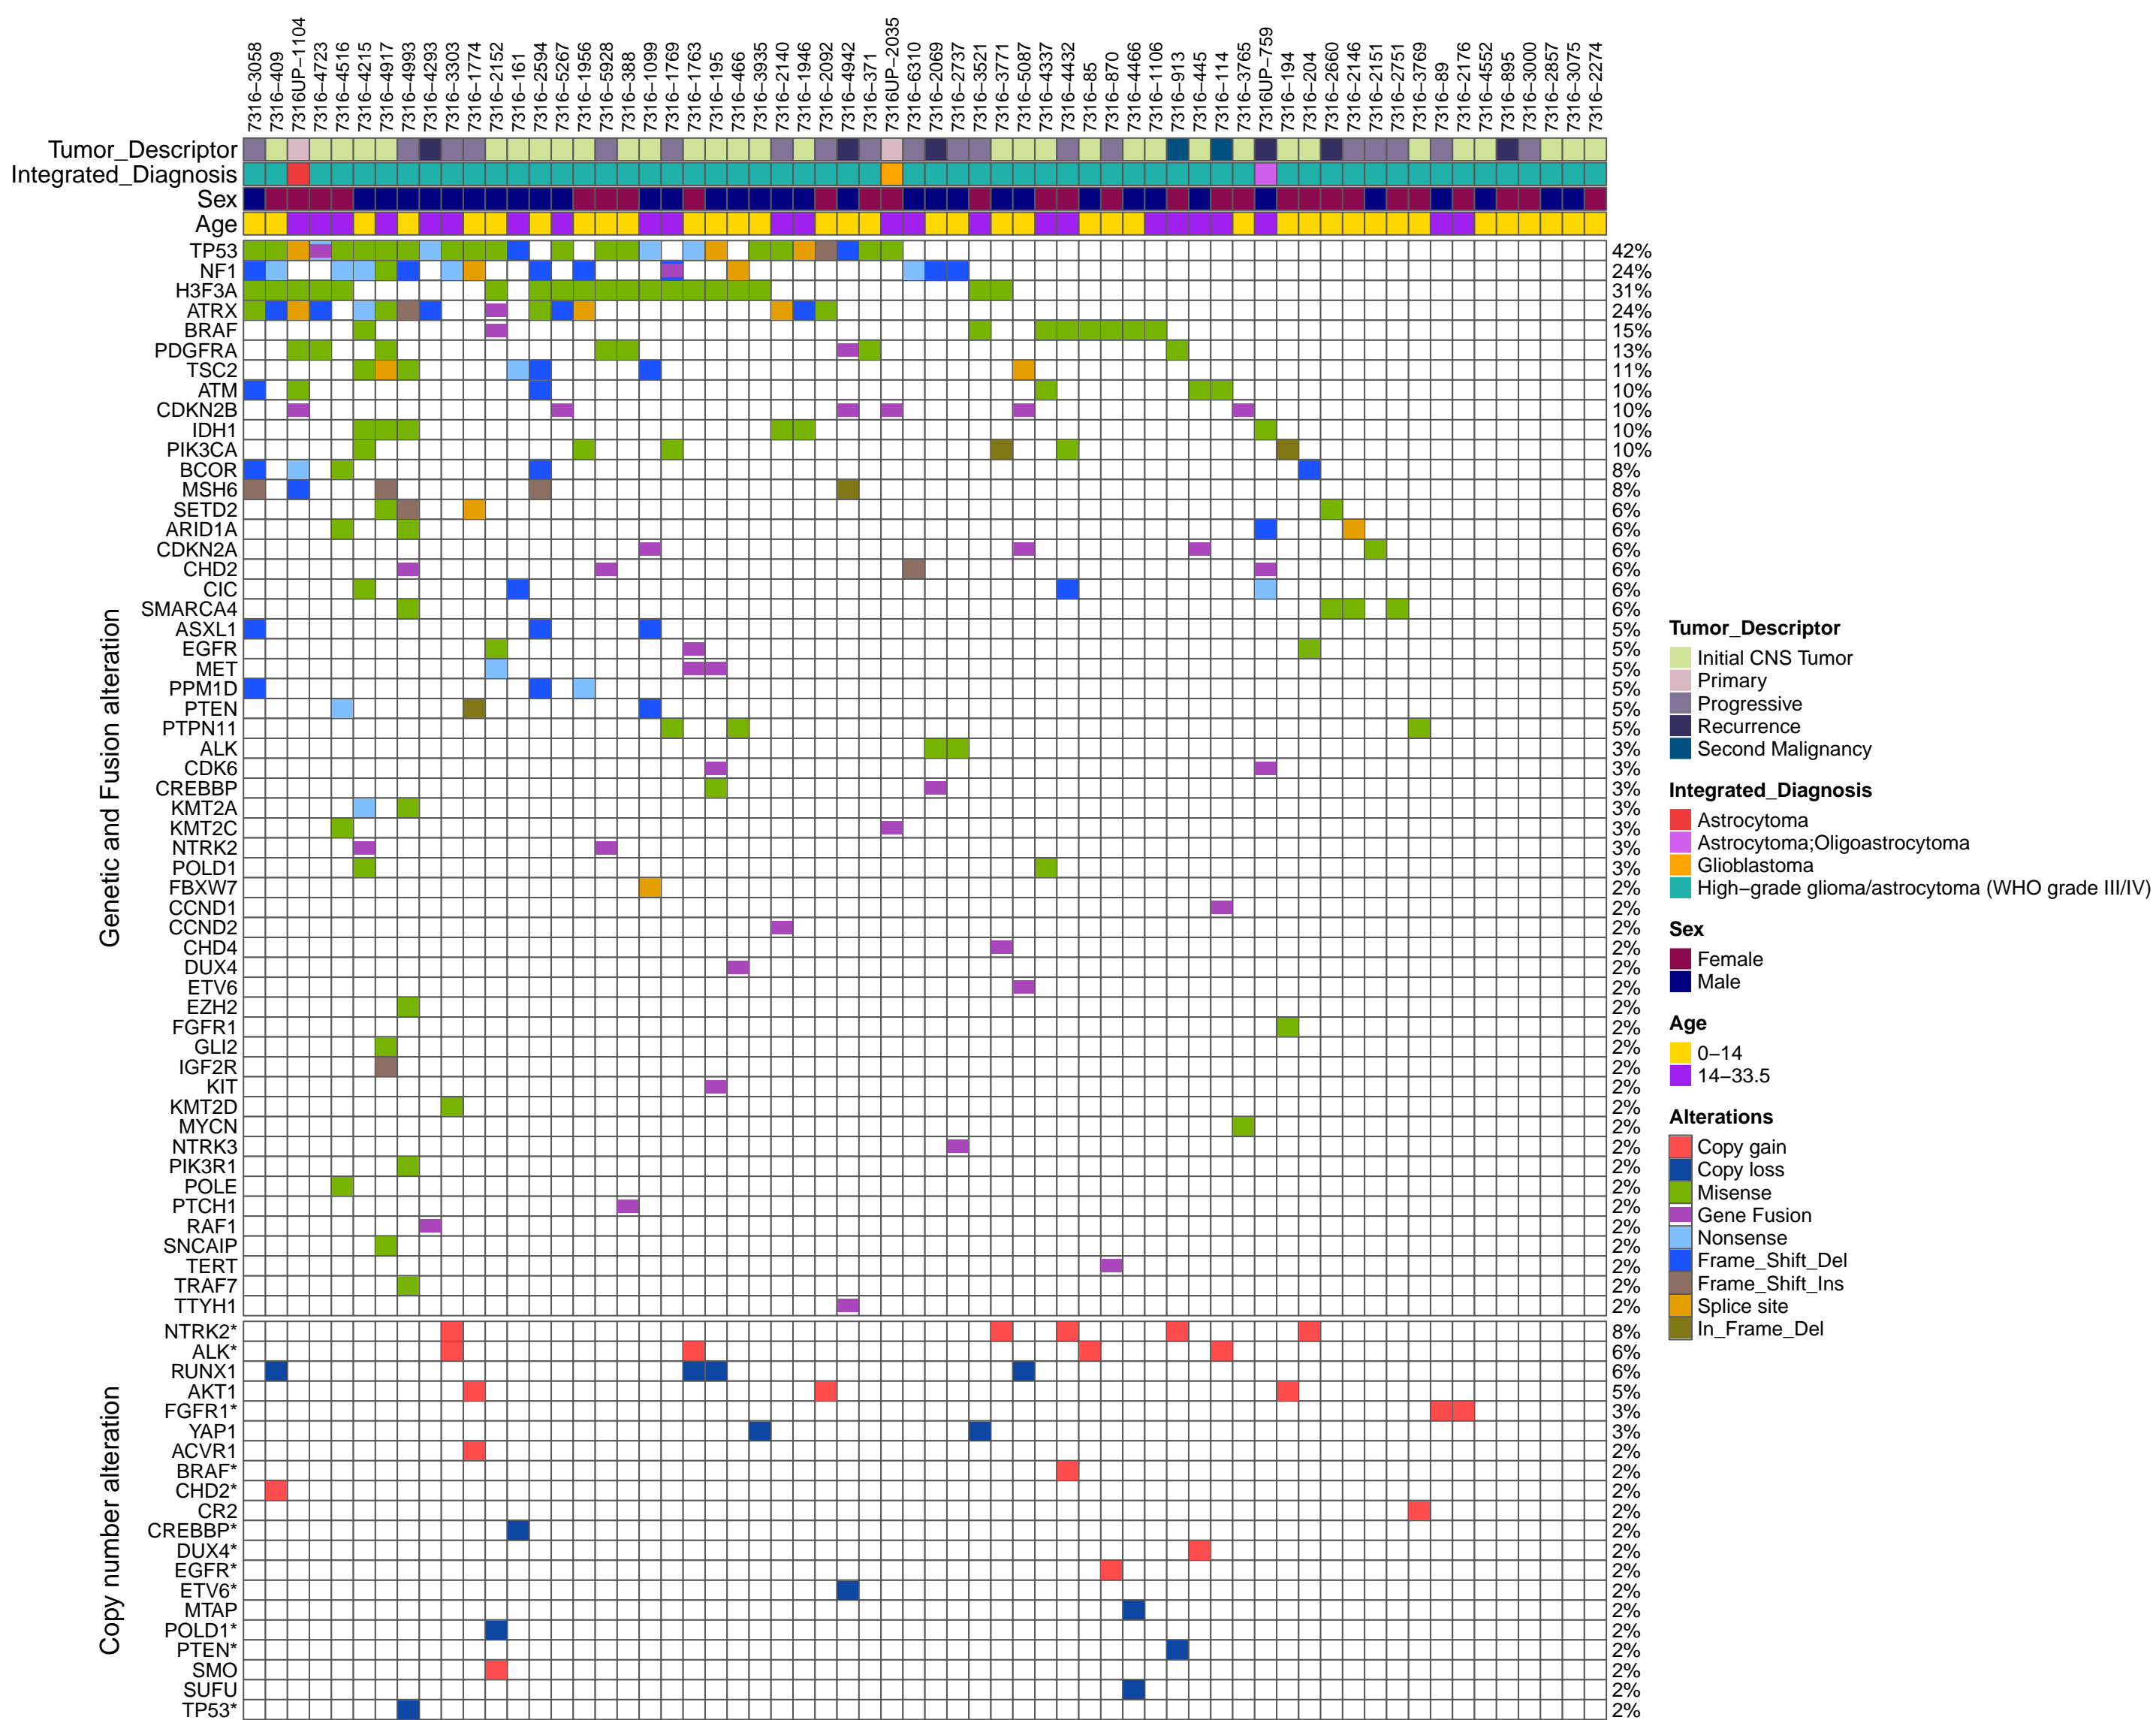 7316−3058
7316−409
7316UP−1104
7316−4723
7316−4516
7316−4215
7316−4917
7316−4993
7316−4293
7316−3303
7316−1774
7316−2152
7316−161
7316−2594
7316−5267
7316−1956
7316−5928
7316−388
7316−1099
7316−1769
7316−1763
7316−195
7316−466
7316−3935
7316−2140
7316−1946
7316−2092
7316−4942
7316−371
7316UP−2035
7316−6310
7316−2069
7316−2737
7316−3521
7316−3771
7316−5087
7316−4337
7316−4432
7316−85
7316−870
7316−4466
7316−1106
7316−913
7316−445
7316−114
7316−3765
7316UP−759
7316−194
7316−204
7316−2660
7316−2146
7316−2151
7316−2751
7316−3769
7316−89
7316−2176
7316−4552
7316−895
7316−3000
7316−2857
7316−3075
7316−2274
Tumor_Descriptor
Integrated_Diagnosis
Sex
Age
Genetic and Fusion alteration
TP53 42%
NF1 24%
H3F3A 31%
ATRX 24%
BRAF 15%
PDGFRA 13%
TSC2 11%
ATM 10%
CDKN2B 10%
IDH1 10%
PIK3CA 10%
BCOR 8%
MSH6 8%
SETD2 6%
ARID1A 6%
CDKN2A 6%
CHD2 6%
CIC 6%
SMARCA4 6%
ASXL1 5%
EGFR 5%
MET 5%
PPM1D 5%
PTEN 5%
PTPN11 5%
ALK 3%
CDK6 3%
CREBBP 3%
KMT2A 3%
KMT2C 3%
NTRK2 3%
POLD1 3%
FBXW7 2%
CCND1 2%
CCND2 2%
CHD4 2%
DUX4 2%
ETV6 2%
EZH2 2%
FGFR1 2%
GLI2 2%
IGF2R 2%
KIT 2%
KMT2D 2%
MYCN 2%
NTRK3 2%
PIK3R1 2%
POLE 2%
PTCH1 2%
RAF1 2%
SNCAIP 2%
TERT 2%
TRAF7 2%
TTYH1 2%
Copy number alteration
NTRK2* 8%
ALK* 6%
RUNX1 6%
AKT1 5%
FGFR1* 3%
YAP1 3%
ACVR1 2%
BRAF* 2%
CHD2* 2%
CR2 2%
CREBBP* 2%
DUX4* 2%
EGFR* 2%
ETV6* 2%
MTAP 2%
POLD1* 2%
PTEN* 2%
SMO 2%
SUFU 2%
TP53* 2%
Tumor_Descriptor
Initial CNS Tumor
Primary
Progressive
Recurrence
Second Malignancy
Integrated_Diagnosis
Astrocytoma
Astrocytoma;Oligoastrocytoma
Glioblastoma
High−grade glioma/astrocytoma (WHO grade III/IV)
Sex
Female
Male
Age
0−14
14−33.5
Alterations
Copy gain
Copy loss
Misense
Gene Fusion
Nonsense
Frame_Shift_Del
Frame_Shift_Ins
Splice site
In_Frame_Del